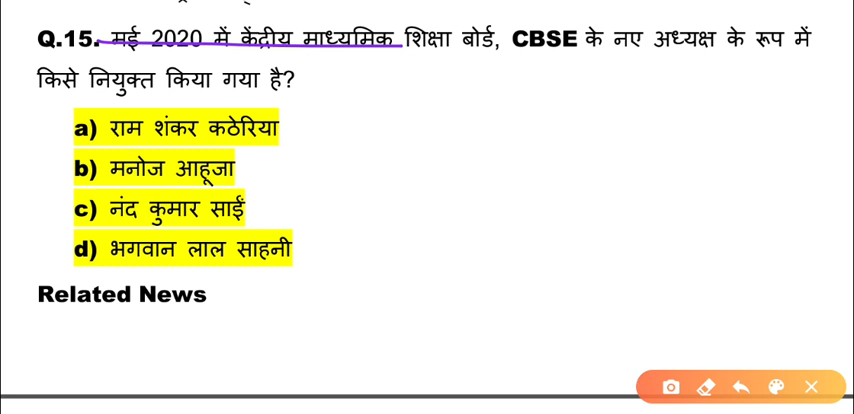 Q.15. मई 2020 में केंद्रीय माध्यमिक शिक्षा बोर्ड, CBSE के नए अध्यक्ष के रूप में
किसे नियुक्त किया गया है?
a) राम शंकर कठेरिया
b) मनोज आहूजा
c) नंद कुमार साईं
d) भगवान लाल साहनी
Related News